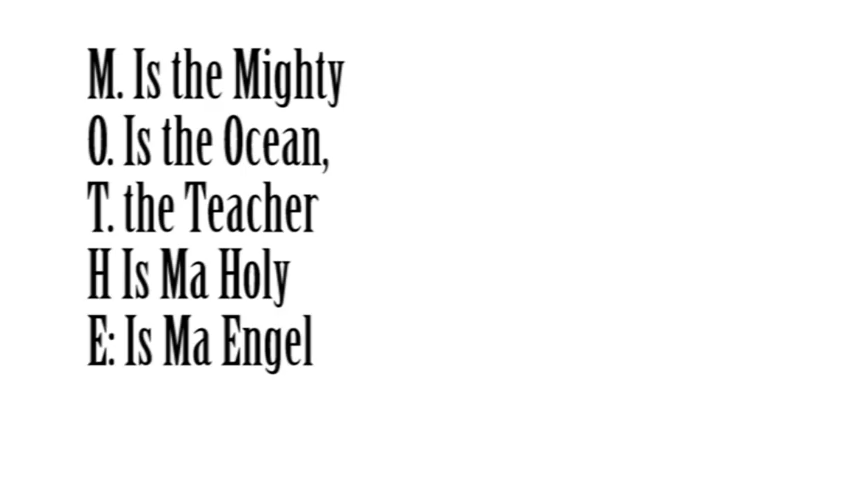 M. Is the Mighty
O. Is the Ocean,
T. the Teacher
H Is Ma Holy
E: Is Ma Engel